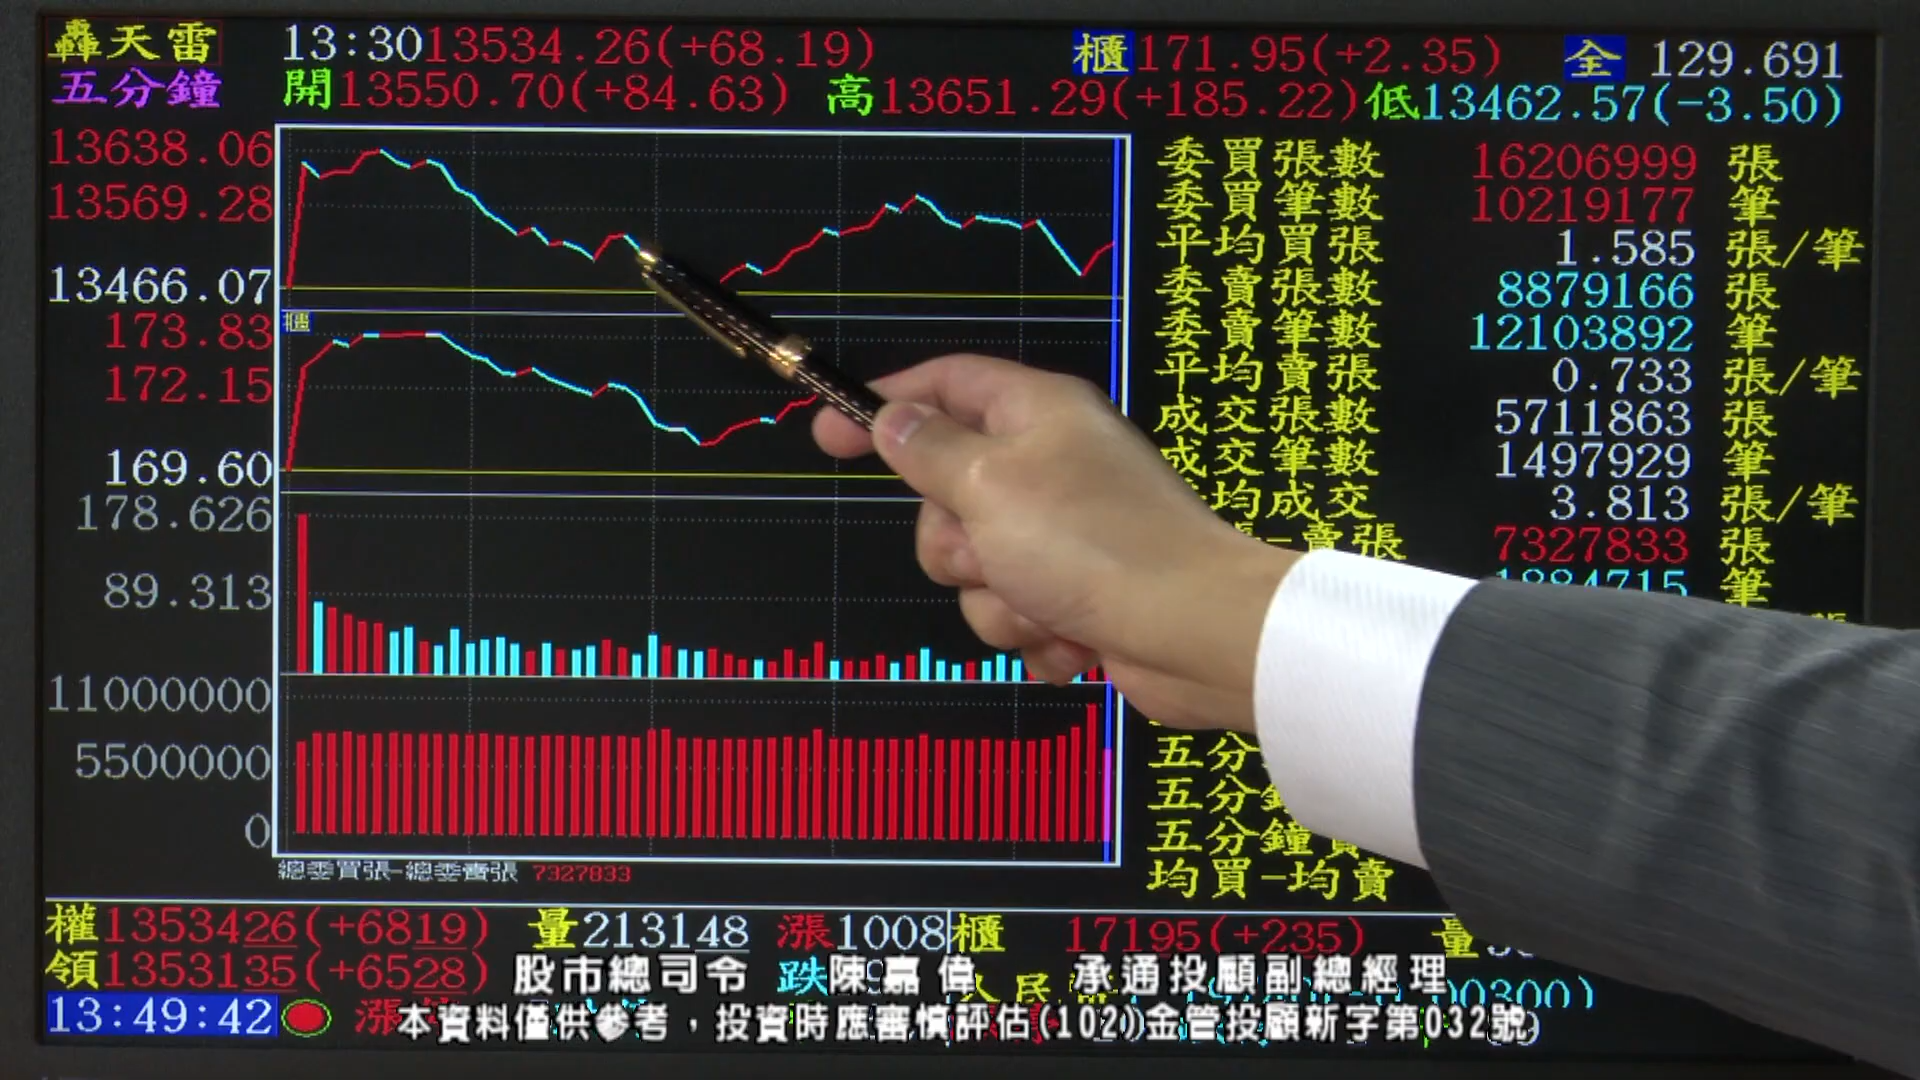 轟天雷 13:30 13534.26(+68.19) 櫃 171.95(+2.35) 全 129.691
五分鐘 開 13550.70(+84.63) 高 13651.29(+185.22) 低 13462.57(-3.50)
13638.06
13569.28
13466.07
櫃
173.83
172.15
169.60
178.626
89.313
11000000
5500000
0
總委買張-總委賣張 7327833
委買張數 16206999 張
委買筆數 10219177 筆
平均買張 1.585 張/筆
委賣張數 8879166 張
委賣筆數 12103892 筆
平均賣張 0.733 張/筆
成交張數 5711863 張
成交筆數 1497929 筆
均成交 3.813 張/筆
-賣張 7327833 張
1884715 筆
五分
五分
五分鐘
均買-均賣
權 1353426(+6819) 量 213148 漲 1008 櫃 17195(+235) 量
領 1353135(+6528) 跌
股市總司令 陳嘉偉 承通投顧副總經理
13:49:42 漲
本資料僅供參考,投資時應審慎評估(102)金管投顧新字第032號